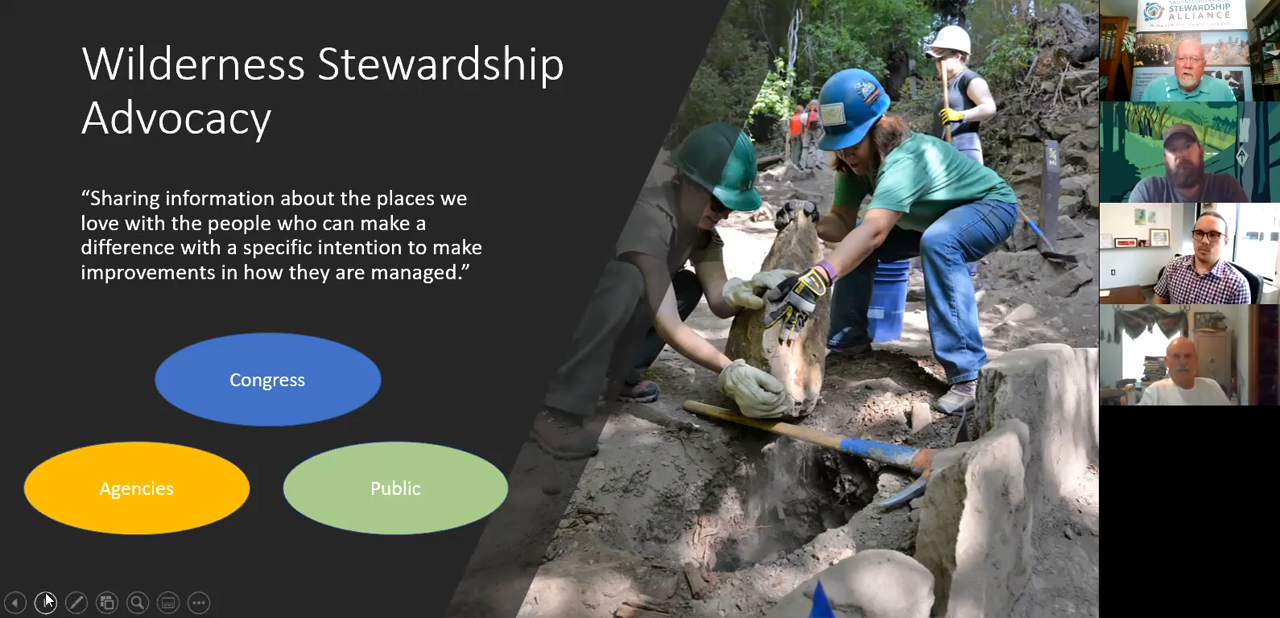 Wilderness Stewardship
Advocacy
“Sharing information about the places we
love with the people who can make a
difference with a specific intention to make
improvements in how they are managed.”
Congress
Agencies
Public
STEWARDSHIP
ALLIANCE